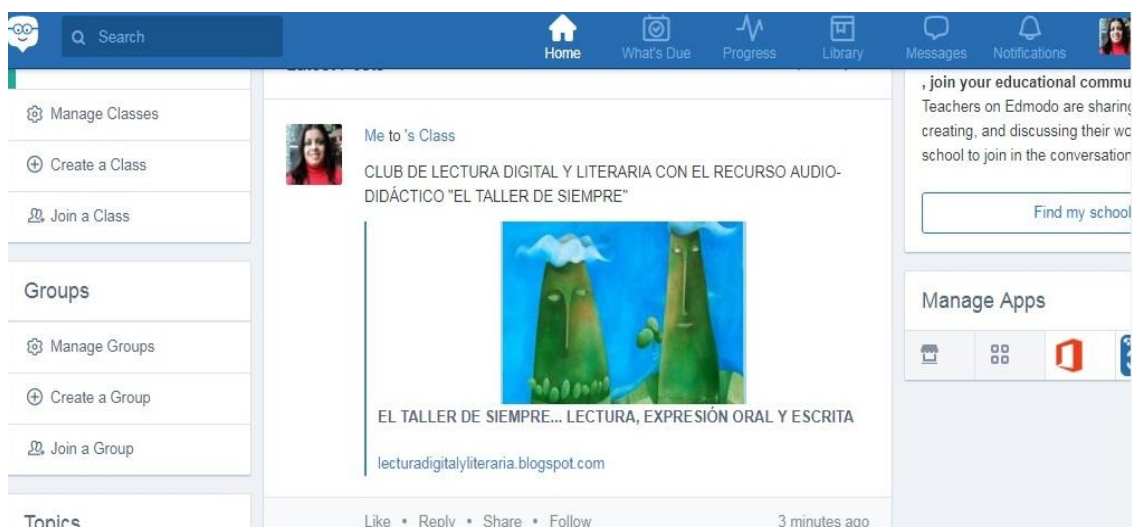 Search
Home
What's Due
Progress
Library
Messages
Notifications
Manage Classes
Create a Class
Join a Class
Groups
Manage Groups
Create a Group
Join a Group
Topics
Me to 's Class
CLUB DE LECTURA DIGITAL Y LITERARIA CON EL RECURSO AUDIO-
DIDÁCTICO "EL TALLER DE SIEMPRE"
EL TALLER DE SIEMPRE... LECTURA, EXPRESIÓN ORAL Y ESCRITA
lecturadigitalyliteraria.blogspot.com
Like • Reply • Share • Follow
3 minutes ago
, join your educational commu
Teachers on Edmodo are sharing
creating, and discussing their wo
school to join in the conversation
Find my school
Manage Apps